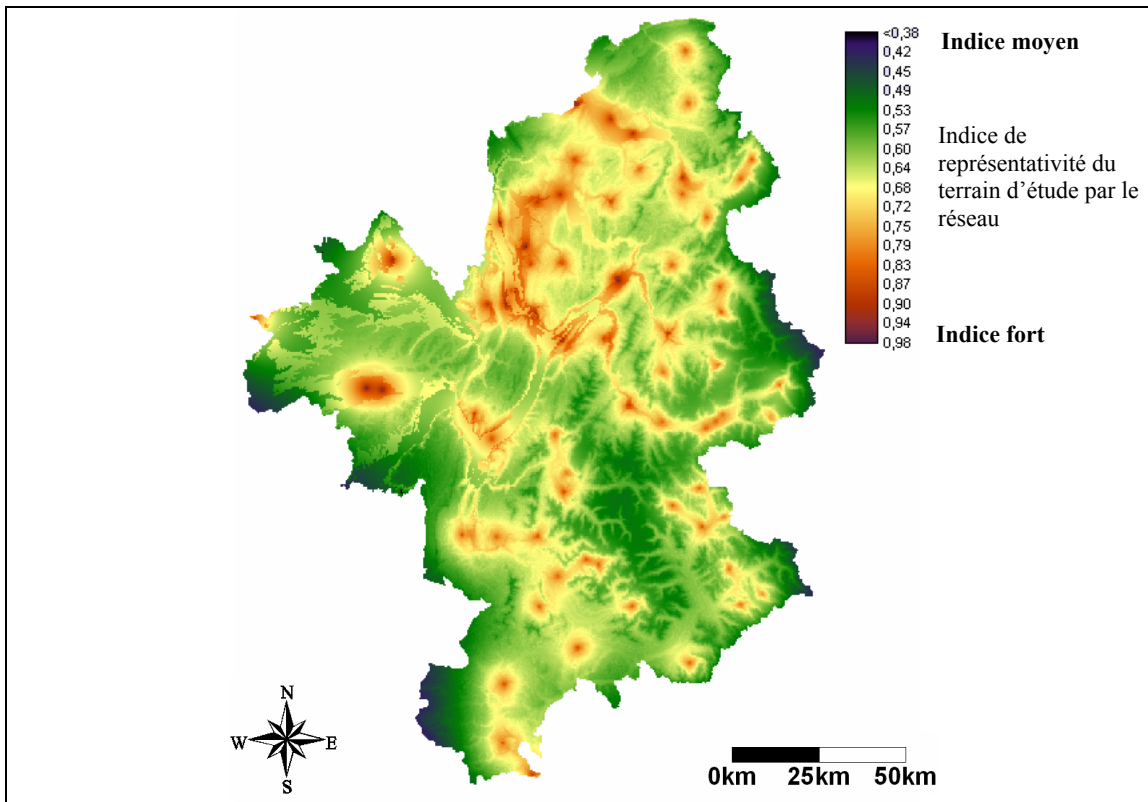 <0,38
0,42
0,45
0,49
0,53
0,57
0,60
0,64
0,68
0,72
0,75
0,79
0,83
0,87
0,90
0,94
0,98
Indice moyen
Indice de
représentativité du
terrain d'étude par le
réseau
Indice fort
N
W E
S
0km 25km 50km